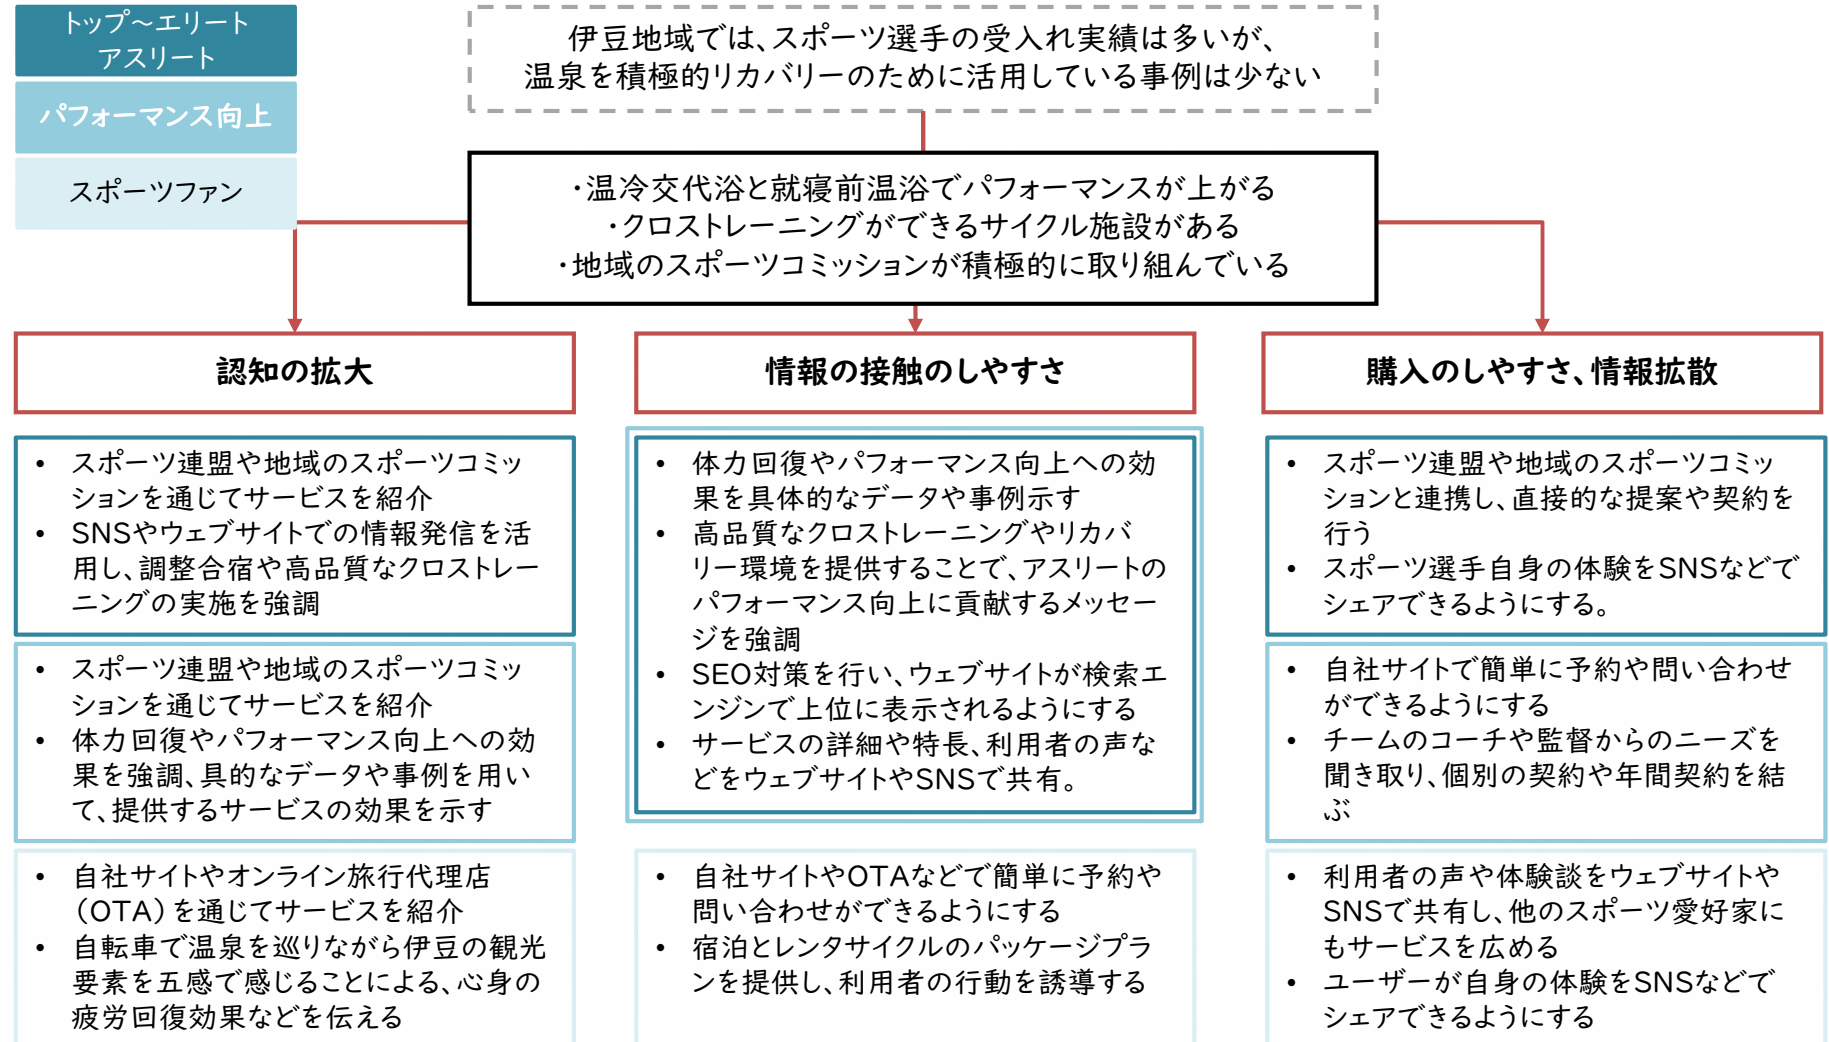 トップ～エリート
アスリート
パフォーマンス向上
スポーツファン
伊豆地域では、スポーツ選手の受入れ実績は多いが、
温泉を積極的リカバリーのために活用している事例は少ない
・温冷交代浴と就寝前温浴でパフォーマンスが上がる
・クロストレーニングができるサイクル施設がある
・地域のスポーツコミッションが積極的に取り組んでいる
認知の拡大
• スポーツ連盟や地域のスポーツコミッ
ションを通じてサービスを紹介
• SNSやウェブサイトでの情報発信を活
用し、調整合宿や高品質なクロストレー
ニングの実施を強調
• スポーツ連盟や地域のスポーツコミッ
ションを通じてサービスを紹介
• 体力回復やパフォーマンス向上への効
果を強調、具的なデータや事例を用い
て、提供するサービスの効果を示す
• 自社サイトやオンライン旅行代理店
（OTA）を通じてサービスを紹介
• 自転車で温泉を巡りながら伊豆の観光
要素を五感で感じることによる、心身の
疲労回復効果などを伝える
情報の接触のしやすさ
• 体力回復やパフォーマンス向上への効
果を具体的なデータや事例示す
• 高品質なクロストレーニングやリカバ
リー環境を提供することで、アスリートの
パフォーマンス向上に貢献するメッセー
ジを強調
• SEO対策を行い、ウェブサイトが検索エ
ンジンで上位に表示されるようにする
• サービスの詳細や特長、利用者の声な
どをウェブサイトやSNSで共有。
• 自社サイトやOTAなどで簡単に予約や
問い合わせができるようにする
• 宿泊とレンタサイクルのパッケージプラ
ンを提供し、利用者の行動を誘導する
購入のしやすさ、情報拡散
• スポーツ連盟や地域のスポーツコミッ
ションと連携し、直接的な提案や契約を
行う
• スポーツ選手自身の体験をSNSなどで
シェアできるようにする。
• 自社サイトで簡単に予約や問い合わせ
ができるようにする
• チームのコーチや監督からのニーズを
聞き取り、個別の契約や年間契約を結
ぶ
• 利用者の声や体験談をウェブサイトや
SNSで共有し、他のスポーツ愛好家に
もサービスを広める
• ユーザーが自身の体験をSNSなどで
シェアできるようにする